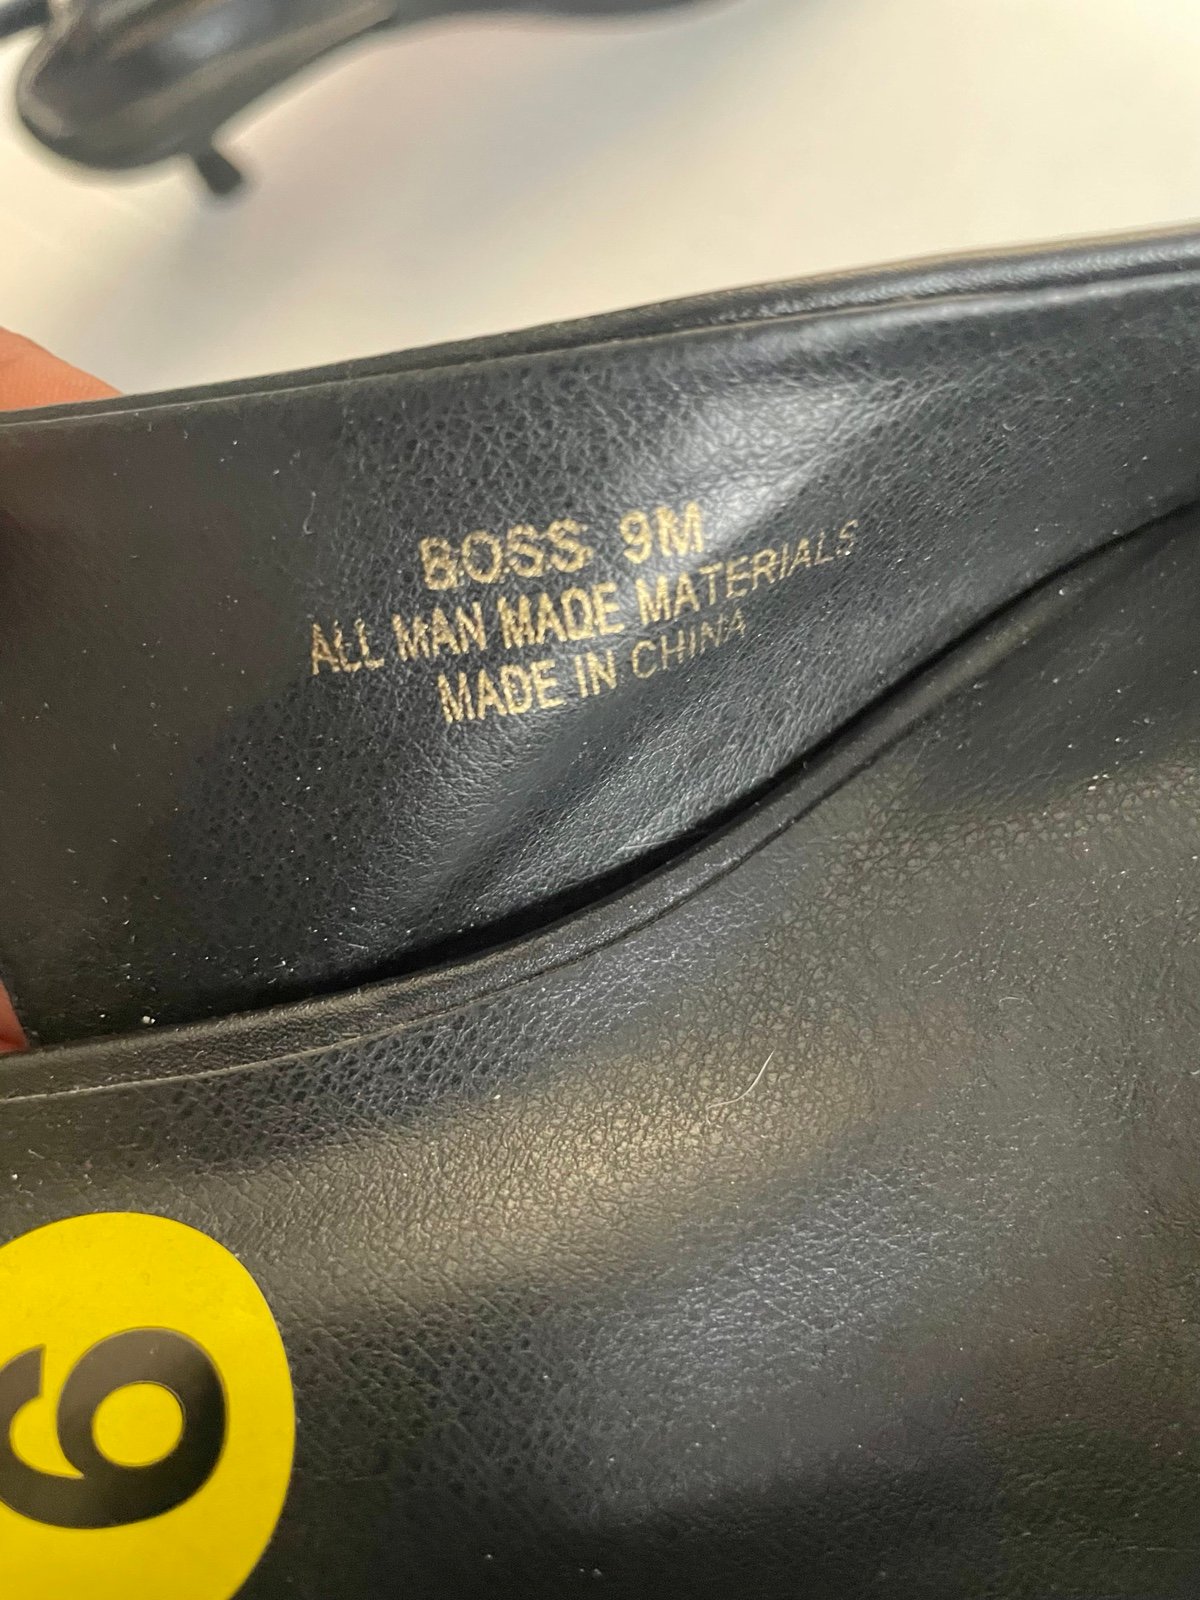 BOSS 9M
ALL MAN MADE MATERIALS
MADE IN CHINA
9